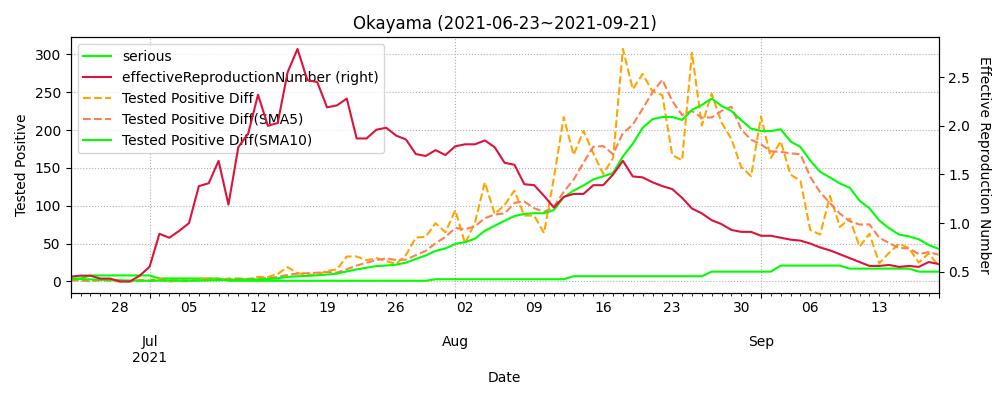 Okayama (2021-06-23~2021-09-21)
serious
effectiveReproductionNumber (right)
Tested Positive Diff
Tested Positive Diff(SMA5)
Tested Positive Diff(SMA10)
Tested Positive
300
250
200
150
100
50
0
2.5
2.0
1.5
1.0
0.5
Effective Reproduction Number
28 05 12 19 26 02 09 16 23 30 06 13
Jul Aug Sep
2021
Date